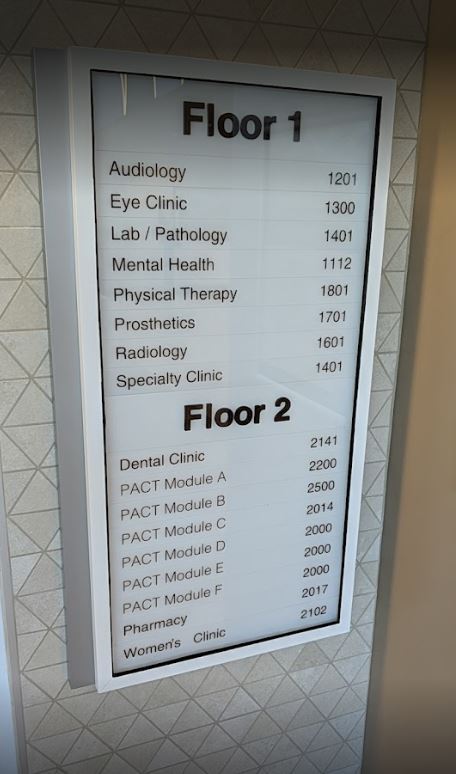 Floor 1
Audiology 1201
Eye Clinic 1300
Lab / Pathology 1401
Mental Health 1112
Physical Therapy 1801
Prosthetics 1701
Radiology 1601
Specialty Clinic 1401
Floor 2
Dental Clinic 2141
PACT Module A 2200
PACT Module B 2500
PACT Module C 2014
PACT Module D 2000
PACT Module E 2000
PACT Module F 2000
Pharmacy 2017
Women's Clinic 2102